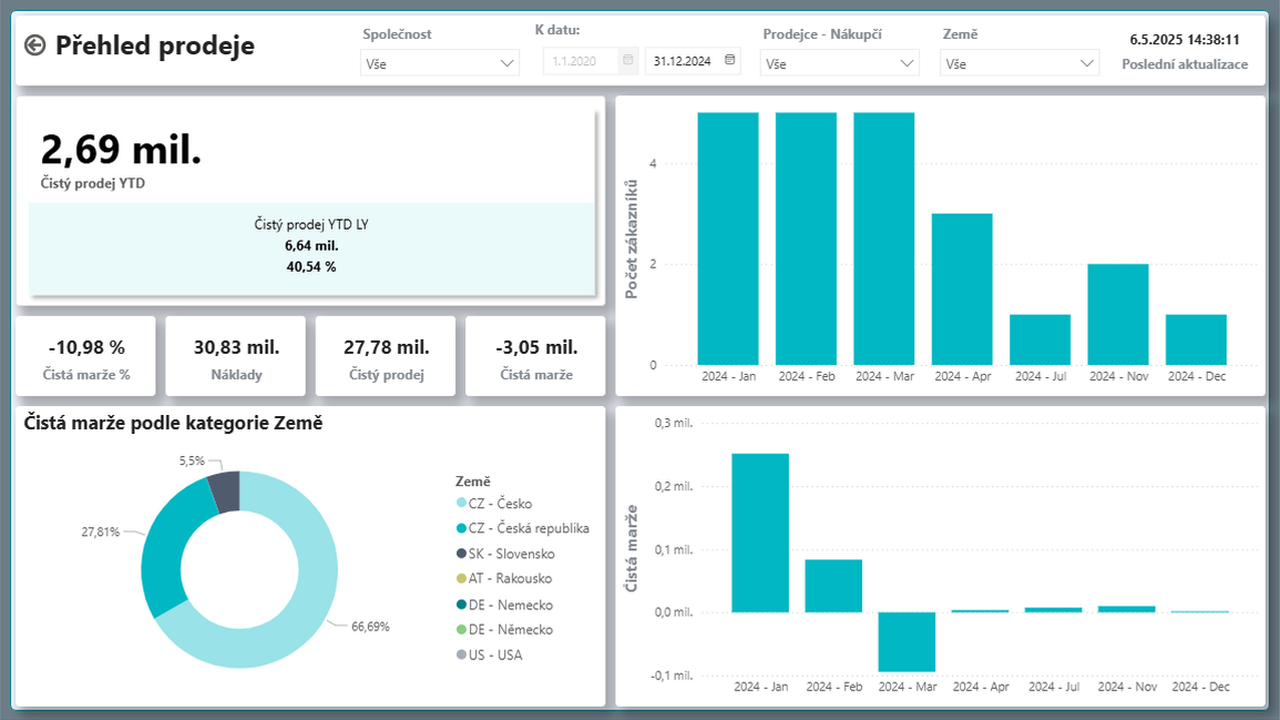 Přehled prodeje
Společnost
Vše
K datu:
1.1.2020
31.12.2024
Prodejce - Nákupčí
Vše
Země
Vše
6.5.2025 14:38:11
Poslední aktualizace
2,69 mil.
Čistý prodej YTD
Čistý prodej YTD LY
6,64 mil.
40,54 %
-10,98 %
Čistá marže %
30,83 mil.
Náklady
27,78 mil.
Čistý prodej
-3,05 mil.
Čistá marže
Počet zákazníků
4
2
0
2024 - Jan
2024 - Feb
2024 - Mar
2024 - Apr
2024 - Jul
2024 - Nov
2024 - Dec
Čistá marže podle kategorie Země
5,5%
27,81%
66,69%
Země
CZ - Česko
CZ - Česká republika
SK - Slovensko
AT - Rakousko
DE - Nemecko
DE - Německo
US - USA
Čistá marže
0,3 mil.
0,2 mil.
0,1 mil.
0,0 mil.
-0,1 mil.
2024 - Jan
2024 - Feb
2024 - Mar
2024 - Apr
2024 - Jul
2024 - Nov
2024 - Dec